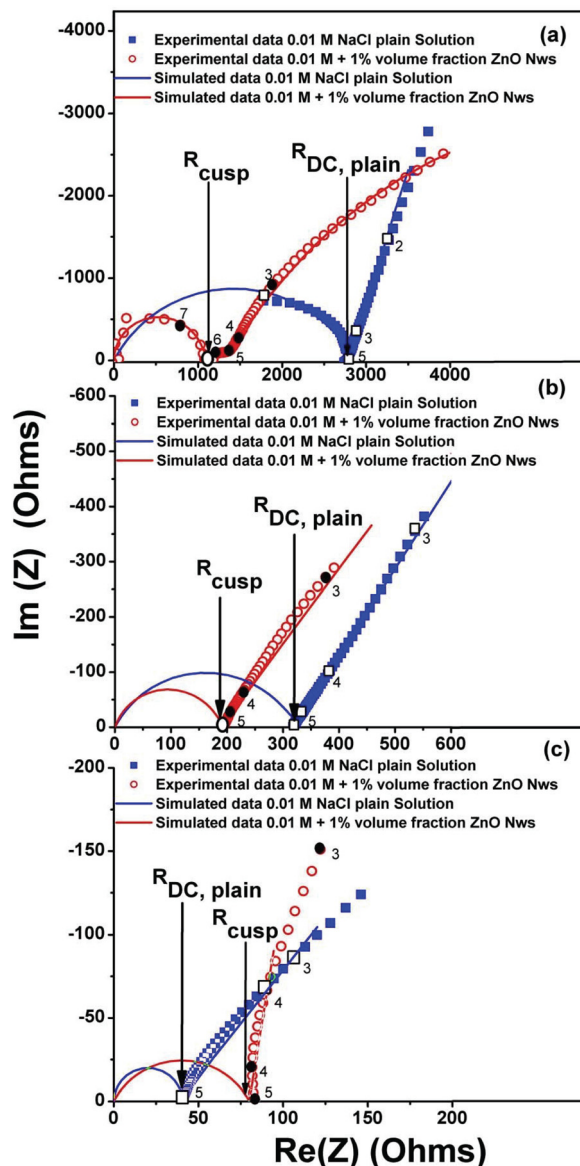 Im (Z) (Ohms)
-4000
-3000
-2000
-1000
0
(a)
Experimental data 0.01 M NaCl plain Solution
Experimental data 0.01 M + 1% volume fraction ZnO Nws
Simulated data 0.01 M NaCl plain Solution
Simulated data 0.01 M + 1% volume fraction ZnO Nws
R cusp
R DC, plain
7
6
5
4
3
2
3
5
0 1000 2000 3000 4000
-600
-500
-400
-300
-200
-100
0
(b)
Experimental data 0.01 M NaCl plain Solution
Experimental data 0.01 M + 1% volume fraction ZnO Nws
Simulated data 0.01 M NaCl plain Solution
Simulated data 0.01 M + 1% volume fraction ZnO Nws
R DC, plain
R cusp
3
3
4
4
5
5
0 100 200 300 400 500 600
-200
-150
-100
-50
0
(c)
Experimental data 0.01 M NaCl plain Solution
Experimental data 0.01 M + 1% volume fraction ZnO Nws
Simulated data 0.01 M NaCl plain Solution
Simulated data 0.01 M + 1% volume fraction ZnO Nws
R DC, plain
R cusp
3
3
4
4
5
5
0 50 100 150 200
Re(Z) (Ohms)